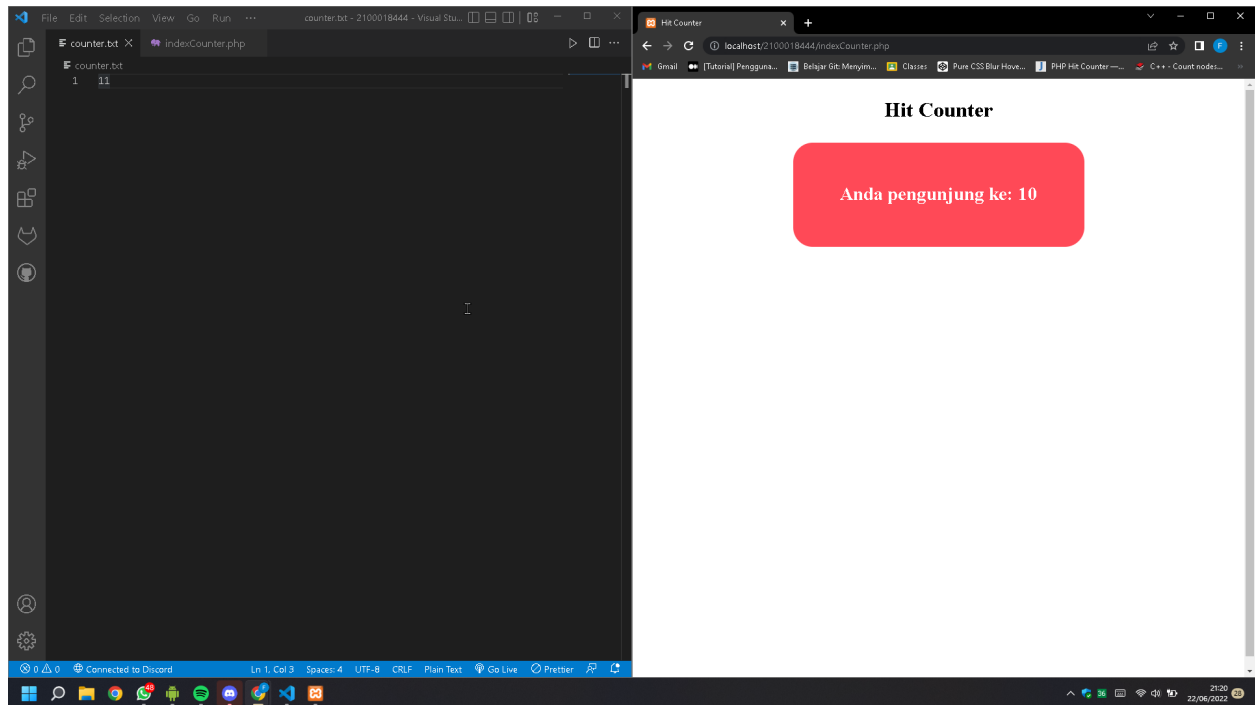 File Edit Selection View Go Run ··· counter.txt - 2100018444 - Visual Stu...
counter.txt indexCounter.php
counter.txt
1 11
Ln 1, Col 3 Spaces: 4 UTF-8 CRLF Plain Text Go Live Prettier
0 0 Connected to Discord
Hit Counter
localhost/2100018444/indexCounter.php
Gmail [Tutorial] Pengguna... Belajar Git: Menyim... Classes Pure CSS Blur Hove... PHP Hit Counter —... C++ - Count nodes... »
Hit Counter
Anda pengunjung ke: 10
48
36
21:20
22/06/2022
28